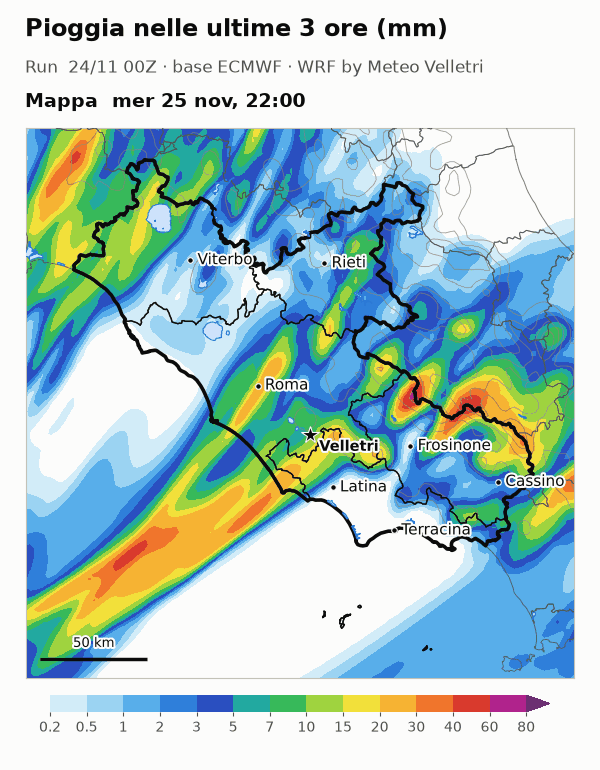 Pioggia nelle ultime 3 ore (mm)
Run  24/11 00Z · base ECMWF · WRF by Meteo Velletri
Mappa  mer 25 nov, 22:00
Viterbo
Rieti
Roma
Velletri
Frosinone
Cassino
Latina
Terracina
50 km
0.2 0.5 1 2 3 5 7 10 15 20 30 40 60 80